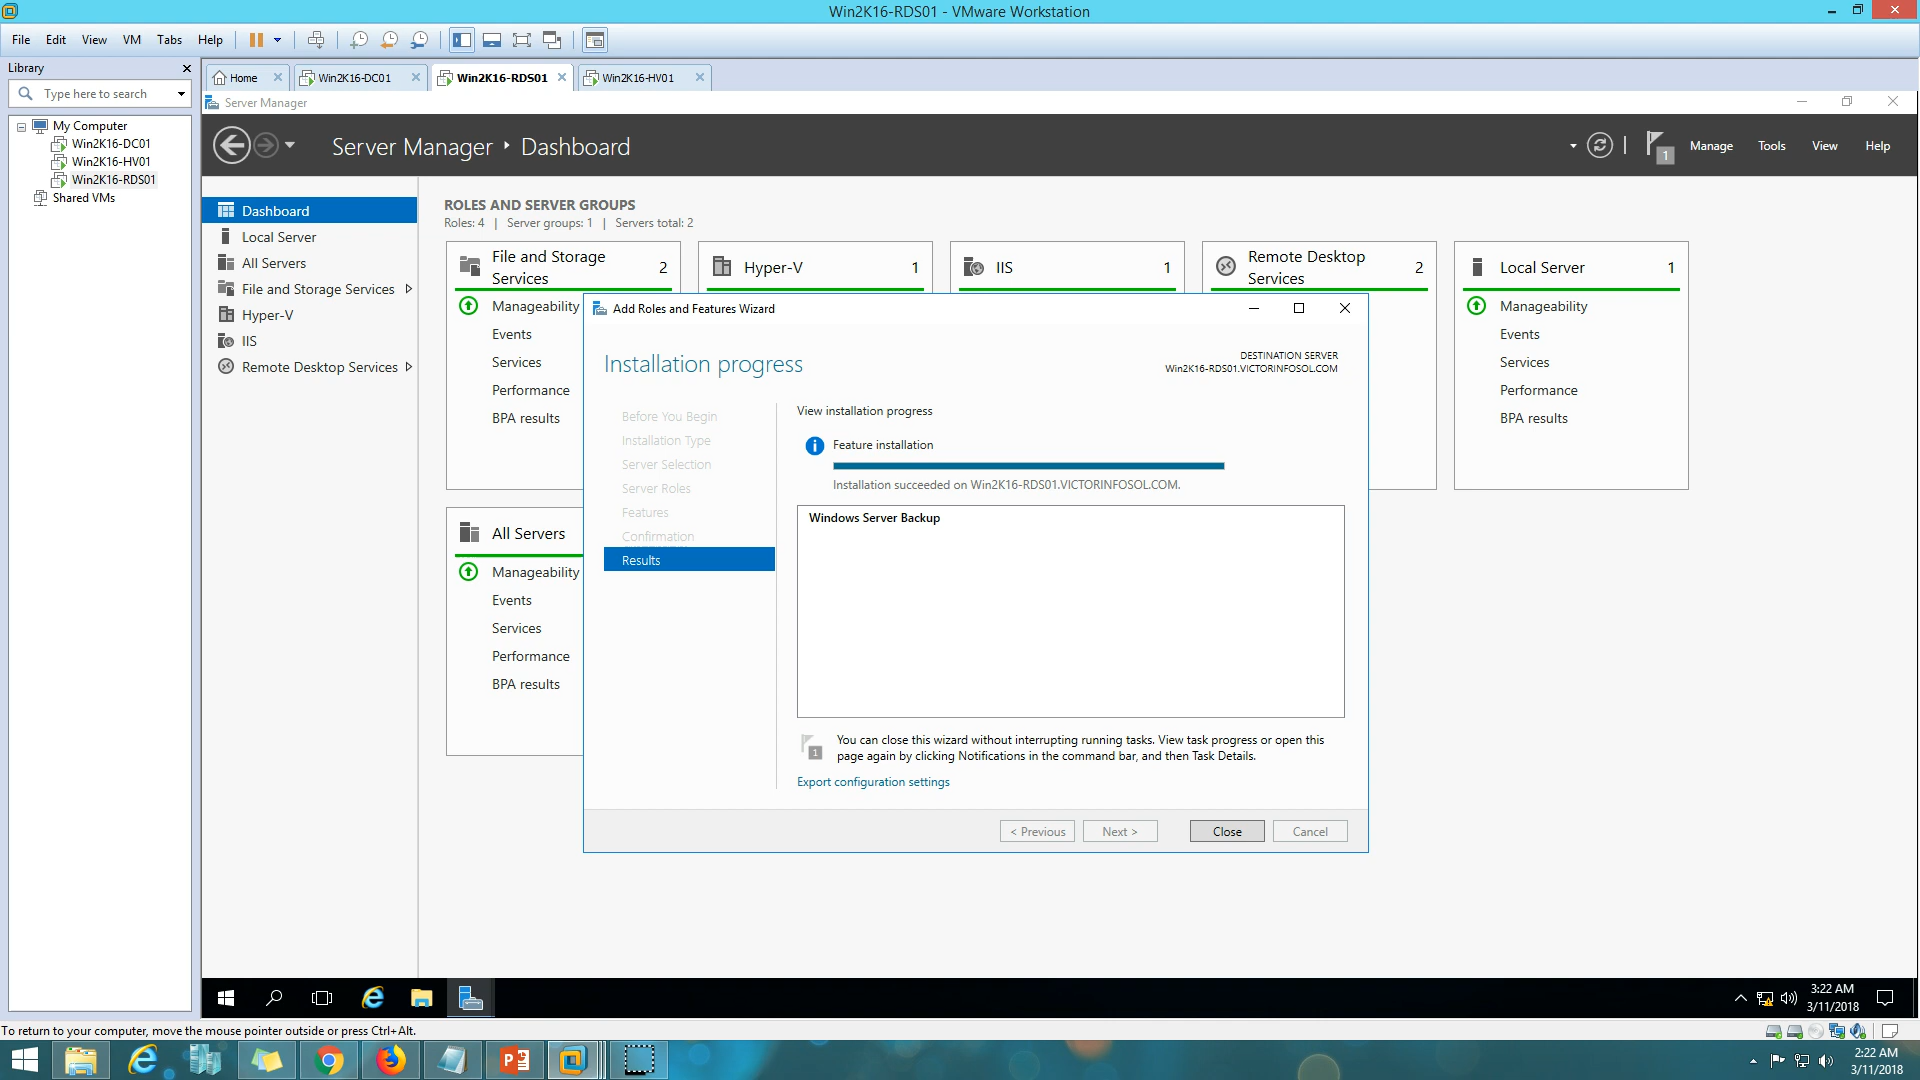 Win2K16-RDS01 - VMware Workstation
File Edit View VM Tabs Help
Library
Type here to search
My Computer
Win2K16-DC01
Win2K16-HV01
Win2K16-RDS01
Shared VMs
Home
Win2K16-DC01
Win2K16-RDS01
Win2K16-HV01
Server Manager
Server Manager Dashboard
1
Manage Tools View Help
Dashboard
Local Server
All Servers
File and Storage Services
Hyper-V
IIS
Remote Desktop Services
ROLES AND SERVER GROUPS
Roles: 4 | Server groups: 1 | Servers total: 2
File and Storage Services 2
Manageability
Events
Services
Performance
BPA results
Hyper-V 1
IIS 1
Remote Desktop Services 2
Local Server 1
Manageability
Events
Services
Performance
BPA results
All Servers
Manageability
Events
Services
Performance
BPA results
Add Roles and Features Wizard
Installation progress
DESTINATION SERVER
Win2K16-RDS01.VICTORINFOSOL.COM
Before You Begin
Installation Type
Server Selection
Server Roles
Features
Confirmation
Results
View installation progress
Feature installation
Installation succeeded on Win2K16-RDS01.VICTORINFOSOL.COM.
Windows Server Backup
1
You can close this wizard without interrupting running tasks. View task progress or open this
page again by clicking Notifications in the command bar, and then Task Details.
Export configuration settings
< Previous Next > Close Cancel
3:22 AM
3/11/2018
To return to your computer, move the mouse pointer outside or press Ctrl+Alt.
2:22 AM
3/11/2018